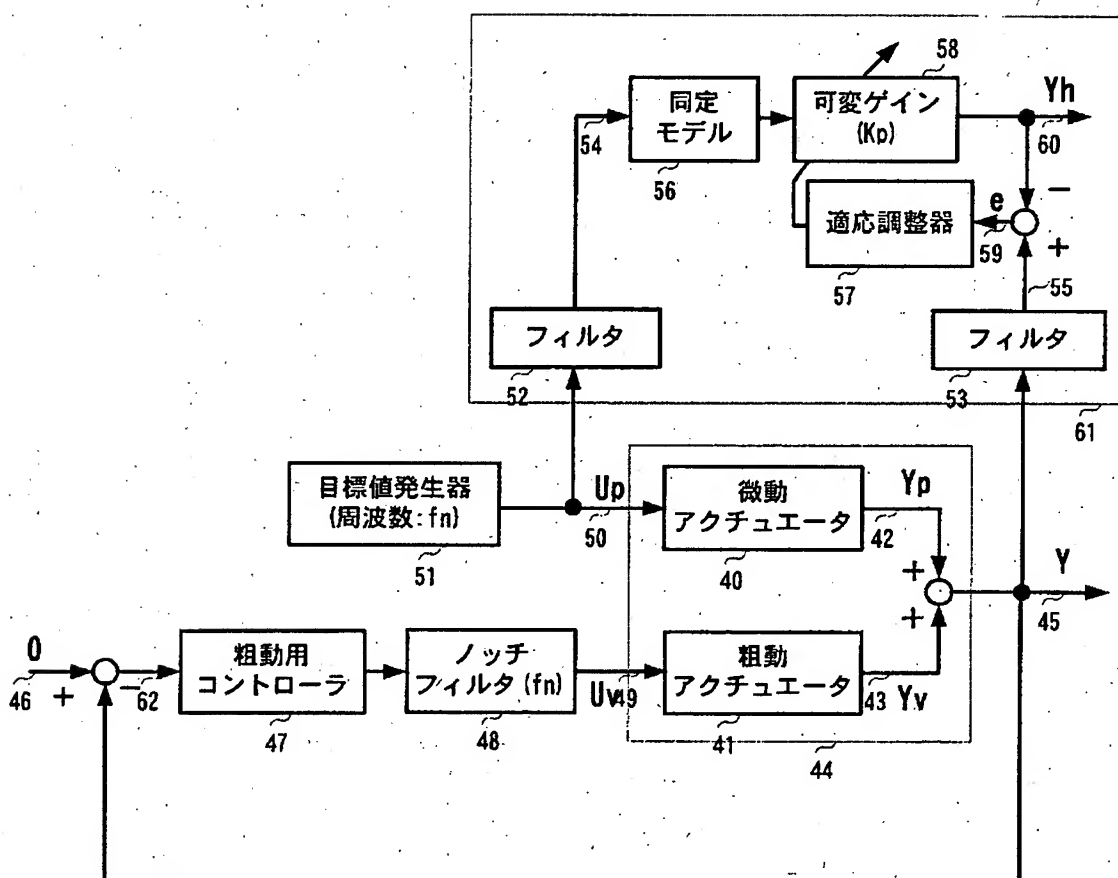 58
同定
モデル
可変ゲイン
(Kp)
Yh
54
56
60
−
適応調整器
e
59
+
57
55
フィルタ
フィルタ
52
53
61
目標値発生器
(周波数:fn)
Up
微動
アクチュエータ
Yp
50
42
51
40
+
Y
+
45
0
46
+
−
62
粗動用
コントローラ
ノッチ
フィルタ(fn)
Uv
49
粗動
アクチュエータ
43
Yv
47
48
41
44